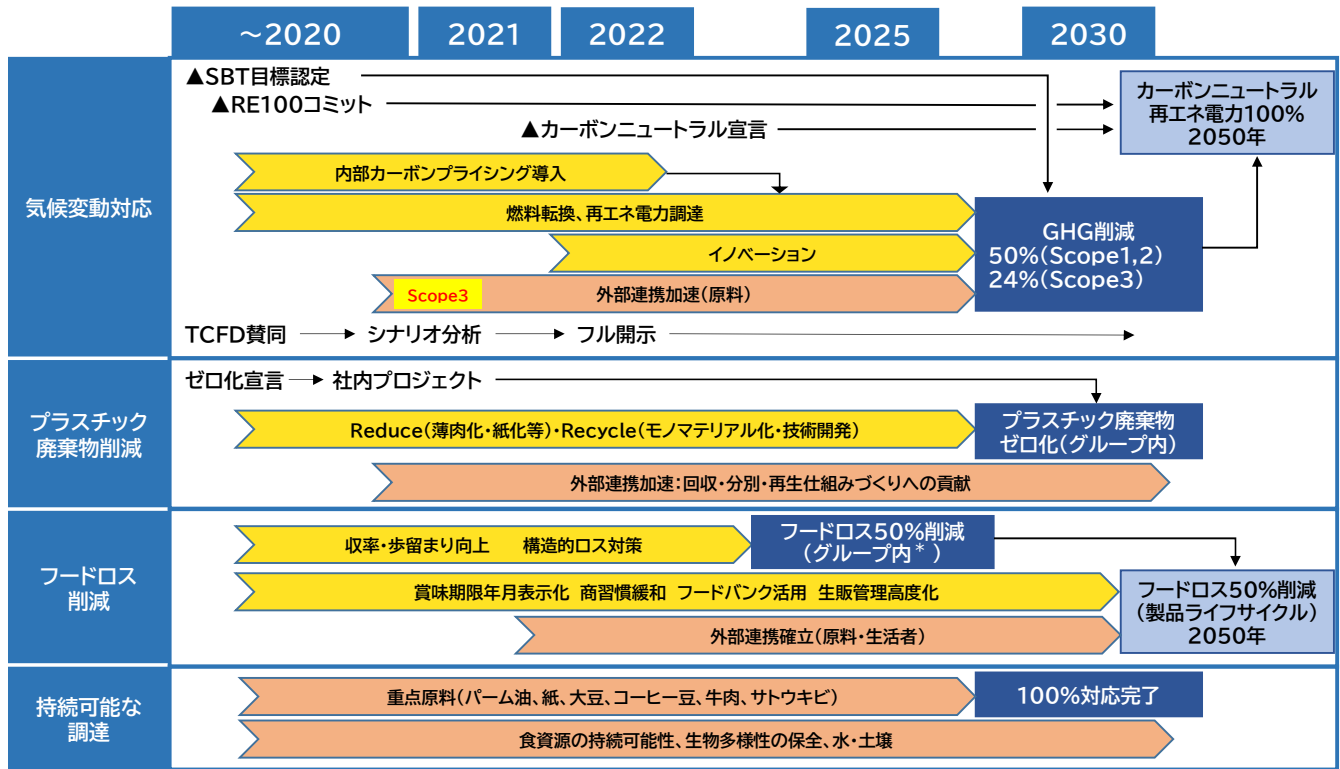 ～2020
2021
2022
2025
2030
気候変動対応
▲SBT目標認定
▲RE100コミット
▲カーボンニュートラル宣言
カーボンニュートラル
再エネ電力100%
2050年
内部カーボンプライシング導入
燃料転換、再エネ電力調達
イノベーション
Scope3
外部連携加速(原料)
GHG削減
50%(Scope1,2)
24%(Scope3)
TCFD賛同
シナリオ分析
フル開示
プラスチック
廃棄物削減
ゼロ化宣言
社内プロジェクト
Reduce(薄肉化・紙化等)・Recycle(モノマテリアル化・技術開発)
プラスチック廃棄物
ゼロ化(グループ内)
外部連携加速:回収・分別・再生仕組みづくりへの貢献
フードロス
削減
収率・歩留まり向上 構造的ロス対策
フードロス50%削減
(グループ内*)
賞味期限年月表示化 商習慣緩和 フードバンク活用 生販管理高度化
外部連携確立(原料・生活者)
フードロス50%削減
(製品ライフサイクル)
2050年
持続可能な
調達
重点原料(パーム油、紙、大豆、コーヒー豆、牛肉、サトウキビ)
100%対応完了
食資源の持続可能性、生物多様性の保全、水・土壌